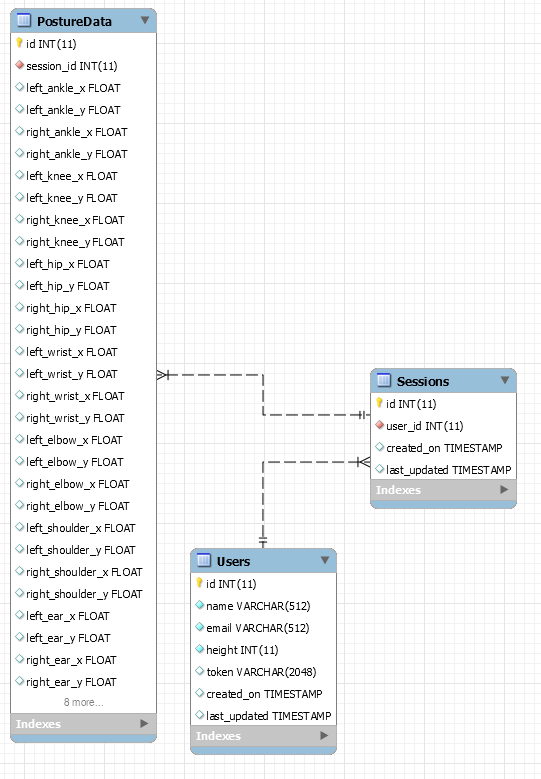 PostureData
id INT(11)
session_id INT(11)
left_ankle_x FLOAT
left_ankle_y FLOAT
right_ankle_x FLOAT
right_ankle_y FLOAT
left_knee_x FLOAT
left_knee_y FLOAT
right_knee_x FLOAT
right_knee_y FLOAT
left_hip_x FLOAT
left_hip_y FLOAT
right_hip_x FLOAT
right_hip_y FLOAT
left_wrist_x FLOAT
left_wrist_y FLOAT
right_wrist_x FLOAT
right_wrist_y FLOAT
left_elbow_x FLOAT
left_elbow_y FLOAT
right_elbow_x FLOAT
right_elbow_y FLOAT
left_shoulder_x FLOAT
left_shoulder_y FLOAT
right_shoulder_x FLOAT
right_shoulder_y FLOAT
left_ear_x FLOAT
left_ear_y FLOAT
right_ear_x FLOAT
right_ear_y FLOAT
8 more...
Indexes
Sessions
id INT(11)
user_id INT(11)
created_on TIMESTAMP
last_updated TIMESTAMP
Indexes
Users
id INT(11)
name VARCHAR(512)
email VARCHAR(512)
height INT(11)
token VARCHAR(2048)
created_on TIMESTAMP
last_updated TIMESTAMP
Indexes